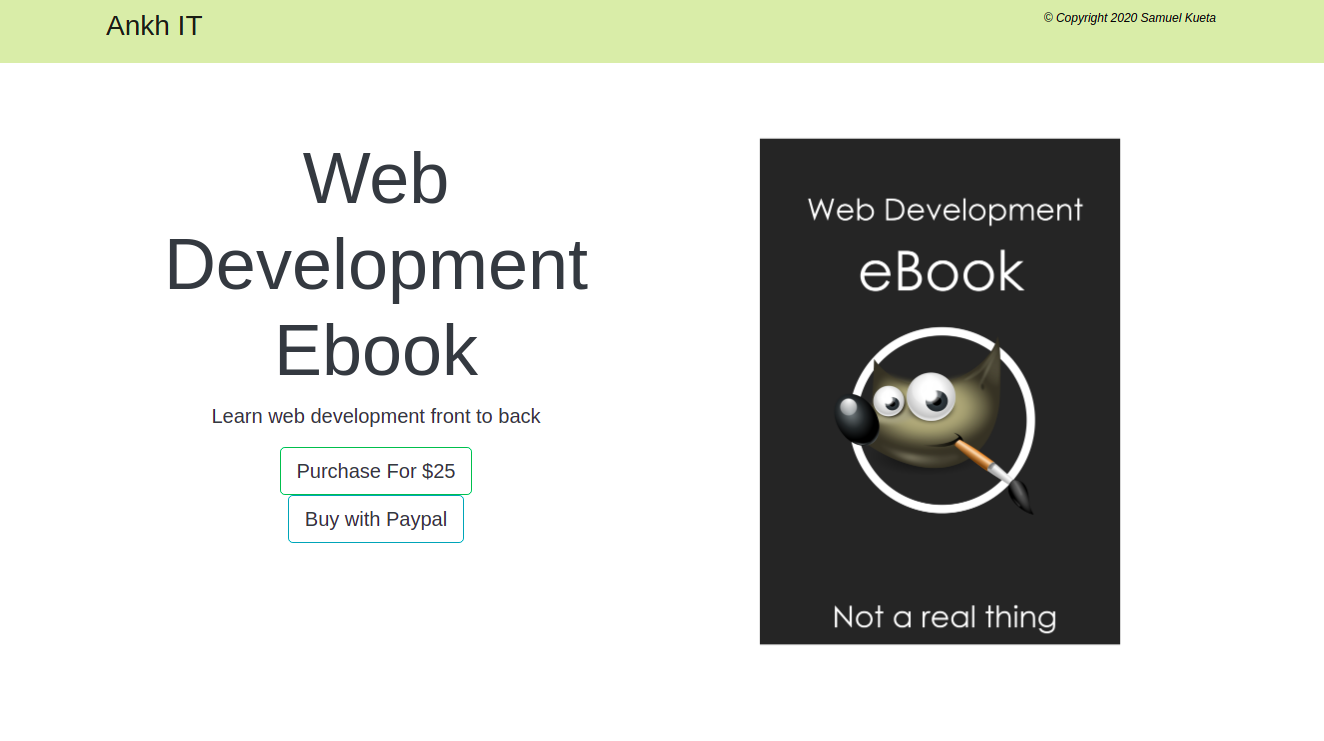 Ankh IT
© Copyright 2020 Samuel Kueta
Web
Development
Ebook
Learn web development front to back
Purchase For $25
Buy with Paypal
Web Development
eBook
Not a real thing